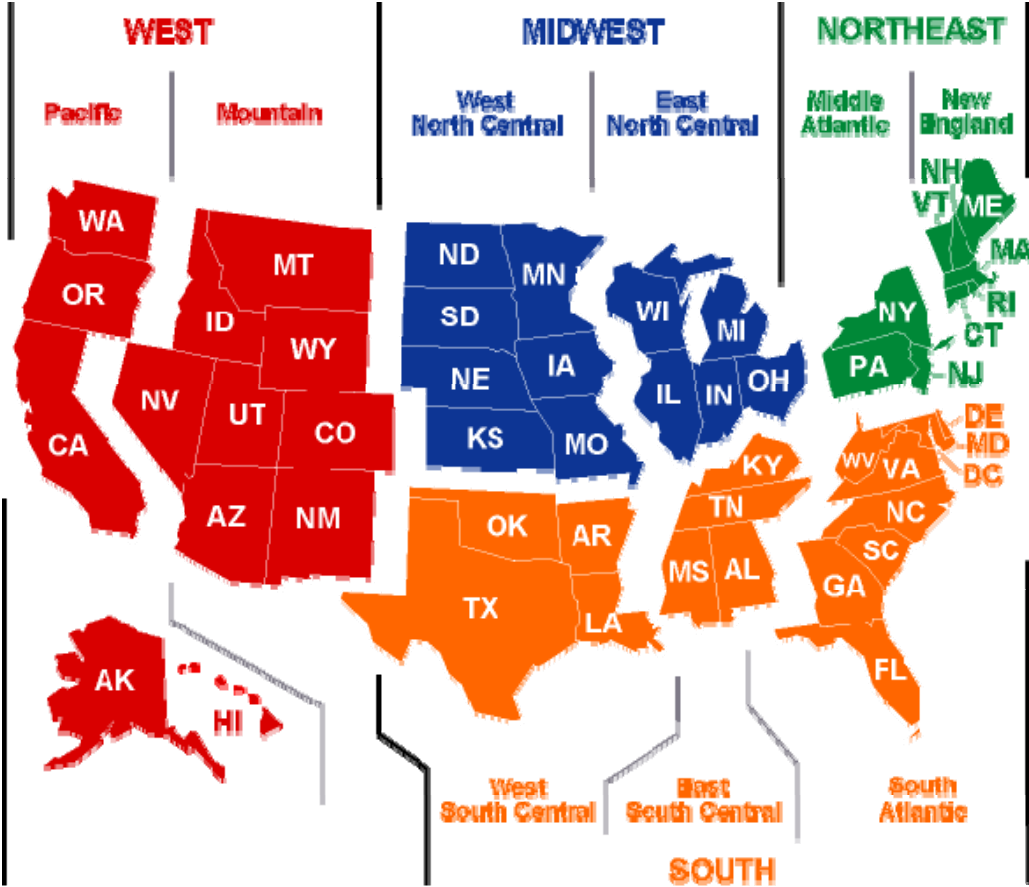 WEST
MIDWEST
NORTHEAST
Pacific
Mountain
West
North Central
East
North Central
Middle
Atlantic
New
England
WA
OR
CA
MT
ID
WY
NV
UT
CO
AZ
NM
AK
HI
ND
SD
NE
KS
MN
IA
MO
WI
MI
IL
IN
OH
NH
VT
ME
MA
RI
CT
NY
PA
NJ
OK
AR
TX
LA
KY
TN
MS
AL
DE
MD
DC
WV
VA
NC
SC
GA
FL
West
South Central
East
South Central
South
Atlantic
SOUTH